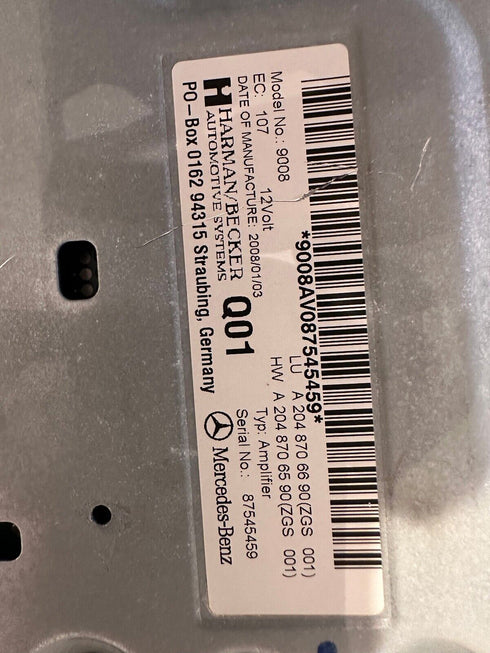 *9008AV087545459*
Model No.: 9008
LU A 204 870 66 90(ZGS 001)
EC: 107 12Volt
HW A 204 870 65 90(ZGS 001)
DATE OF MANUFACTURE: 2008/01/03
Typ: Amplifier
HARMAN/BECKER
AUTOMOTIVE SYSTEMS
Q01
Serial No.: 87545459
PO-Box 0162 94315 Straubing, Germany
Mercedes-Benz